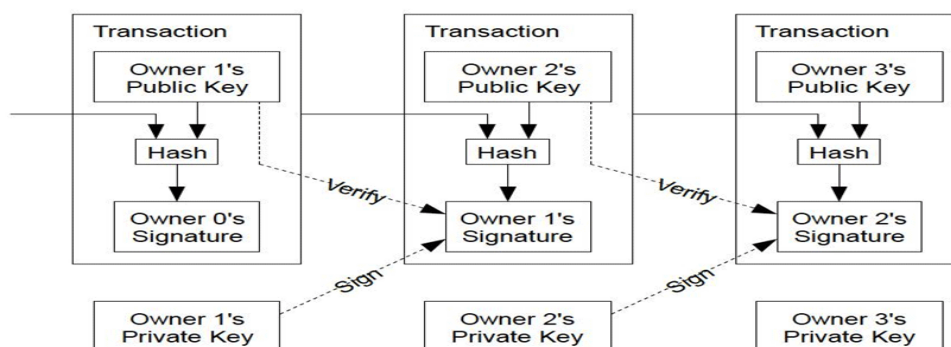 Transaction
Owner 1's
Public Key
Hash
Owner 0's
Signature
Transaction
Owner 2's
Public Key
Hash
Owner 1's
Signature
Transaction
Owner 3's
Public Key
Hash
Owner 2's
Signature
Verify
Verify
Sign
Sign
Owner 1's
Private Key
Owner 2's
Private Key
Owner 3's
Private Key